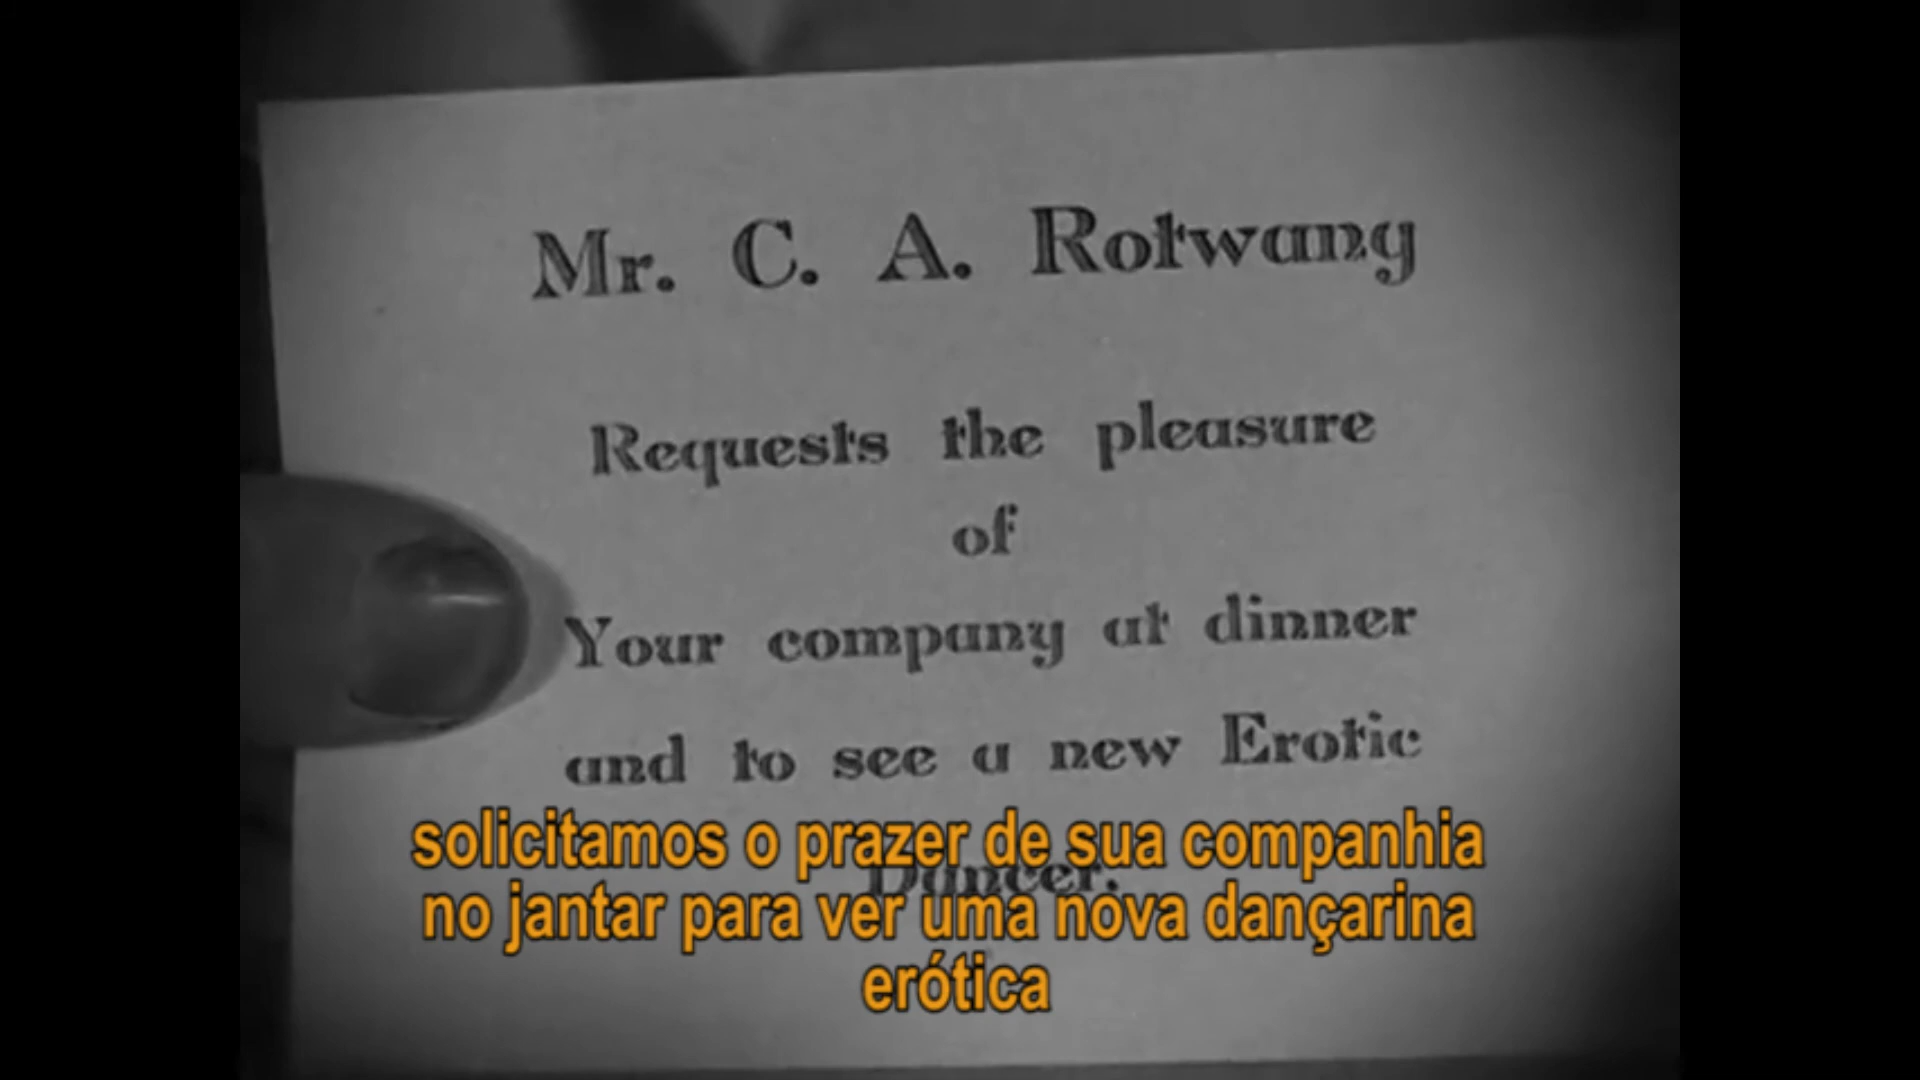 Mr. C. A. Rotwang
Requests the pleasure
of
Your company at dinner
and to see a new Erotic
Dancer.
solicitamos o prazer de sua companhia
no jantar para ver uma nova dançarina
erótica